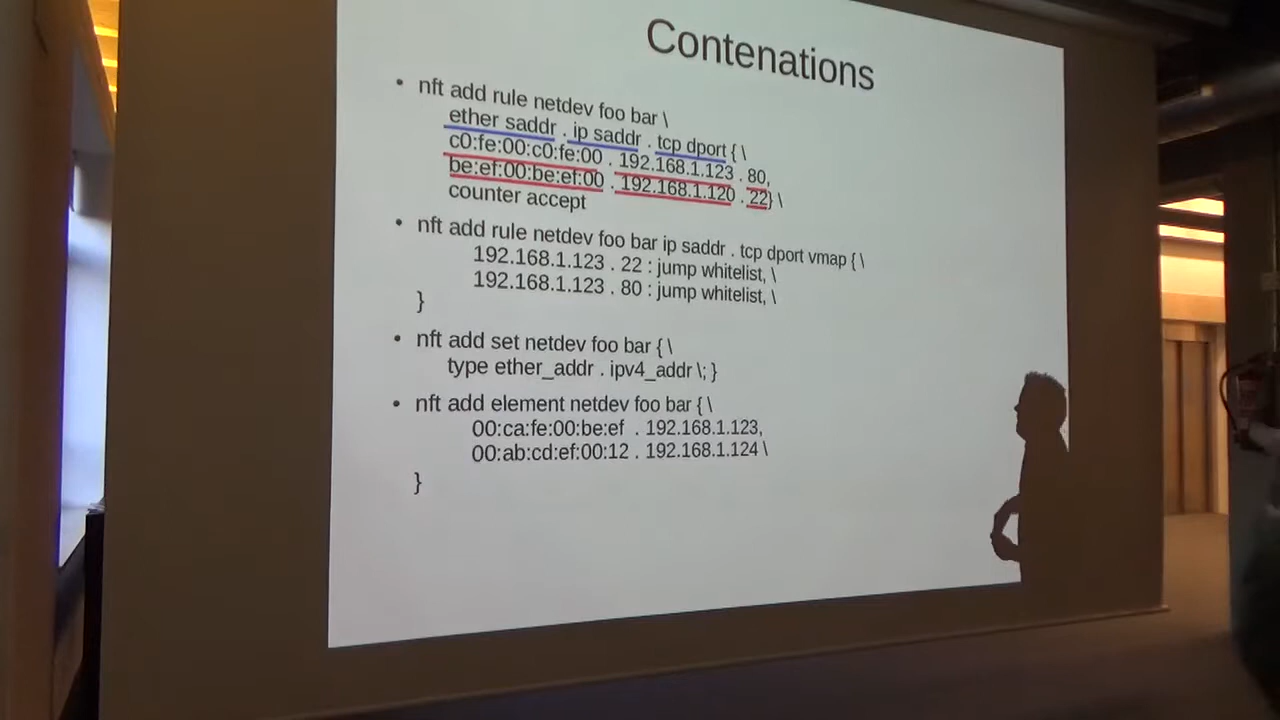 Contenations
• nft add rule netdev foo bar \
ether saddr . ip saddr . tcp dport { \
c0:fe:00:c0:fe:00 . 192.168.1.123 . 80,
be:ef:00:be:ef:00 . 192.168.1.120 . 22} \
counter accept
• nft add rule netdev foo bar ip saddr . tcp dport vmap { \
192.168.1.123 . 22 : jump whitelist, \
192.168.1.123 . 80 : jump whitelist, \
}
• nft add set netdev foo bar { \
type ether_addr . ipv4_addr \; }
• nft add element netdev foo bar { \
00:ca:fe:00:be:ef . 192.168.1.123,
00:ab:cd:ef:00:12 . 192.168.1.124 \
}